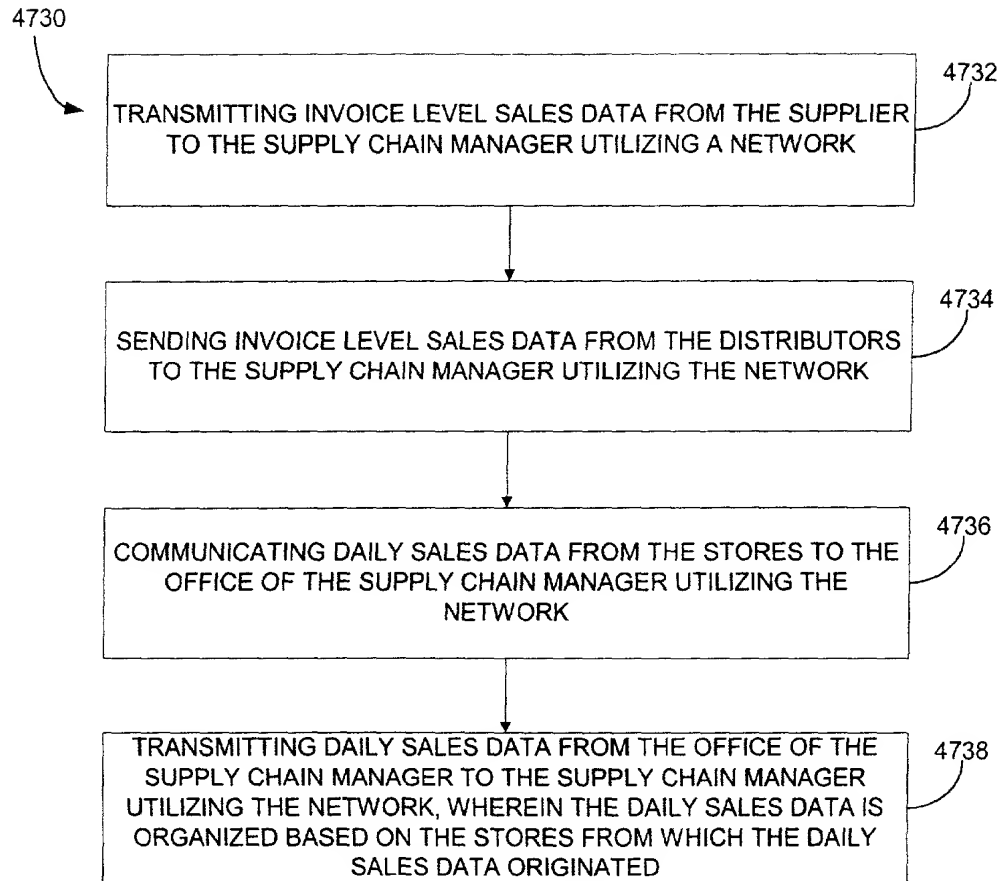 4730
4732
TRANSMITTING INVOICE LEVEL SALES DATA FROM THE SUPPLIER
TO THE SUPPLY CHAIN MANAGER UTILIZING A NETWORK
4734
SENDING INVOICE LEVEL SALES DATA FROM THE DISTRIBUTORS
TO THE SUPPLY CHAIN MANAGER UTILIZING THE NETWORK
4736
COMMUNICATING DAILY SALES DATA FROM THE STORES TO THE
OFFICE OF THE SUPPLY CHAIN MANAGER UTILIZING THE
NETWORK
4738
TRANSMITTING DAILY SALES DATA FROM THE OFFICE OF THE
SUPPLY CHAIN MANAGER TO THE SUPPLY CHAIN MANAGER
UTILIZING THE NETWORK, WHEREIN THE DAILY SALES DATA IS
ORGANIZED BASED ON THE STORES FROM WHICH THE DAILY
SALES DATA ORIGINATED